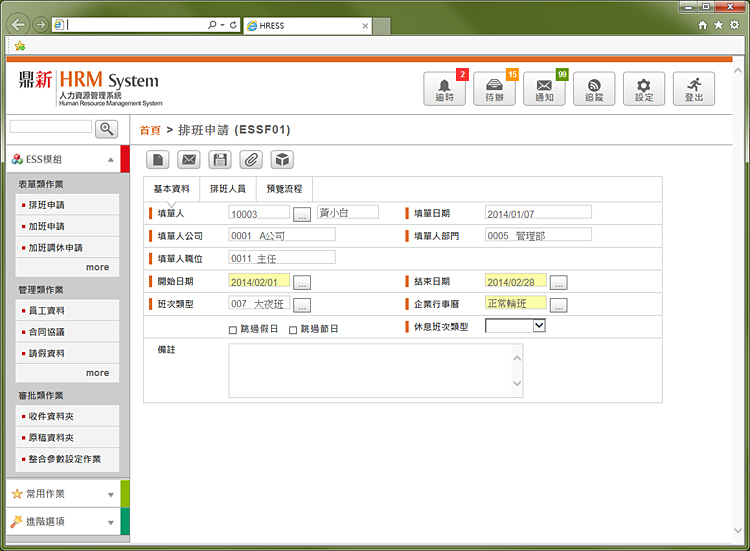 HRESS
鼎新 HRM System
人力資源管理系統
Human Resource Management System
2 逾時
15 待辦
99 通知
追蹤
設定
登出
首頁 > 排班申請 (ESSF01)
ESS模組
表單類作業
排班申請
加班申請
加班調休申請
more
管理類作業
員工資料
合同協議
請假資料
more
審批類作業
收件資料夾
原稿資料夾
整合參數設定作業
常用作業
進階選項
基本資料 排班人員 預覽流程
填單人 10003 ... 黃小白 填單日期 2014/01/07
填單人公司 0001 A公司 填單人部門 0005 管理部
填單人職位 0011 主任
開始日期 2014/02/01 ... 結束日期 2014/02/28 ...
班次類型 007 大夜班 ... 企業行事曆 正常輪班 ...
跳過假日 跳過節日 休息班次類型
備註